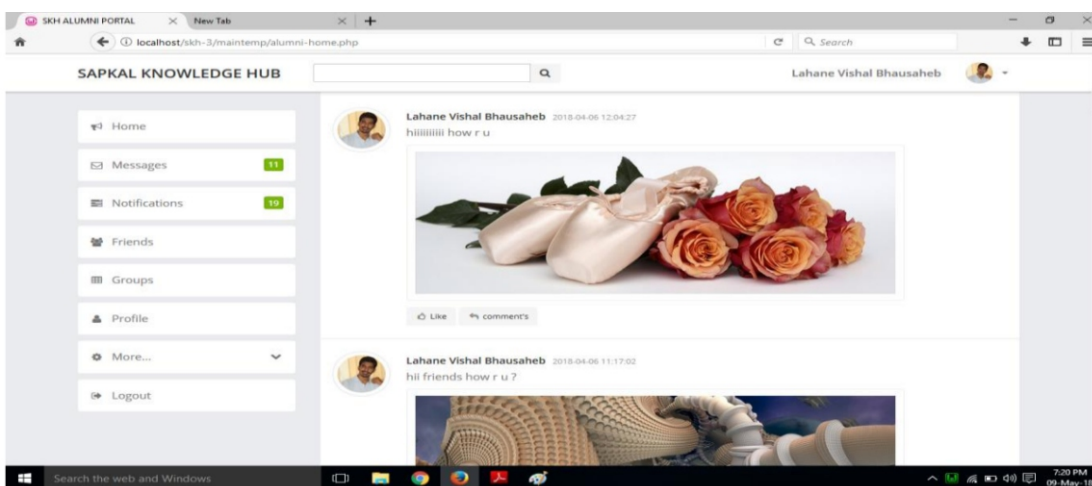 SKH ALUMNI PORTAL
New Tab
localhost/skh-3/maintemp/alumni-home.php
Search
SAPKAL KNOWLEDGE HUB
Lahane Vishal Bhausaheb
Home
Messages 11
Notifications 19
Friends
Groups
Profile
More...
Logout
Lahane Vishal Bhausaheb 2018-04-06 12:04:27
hiiiiiiiiii how r u
Like comment's
Lahane Vishal Bhausaheb 2018-04-06 11:17:02
hii friends how r u ?
Search the web and Windows
7:20 PM